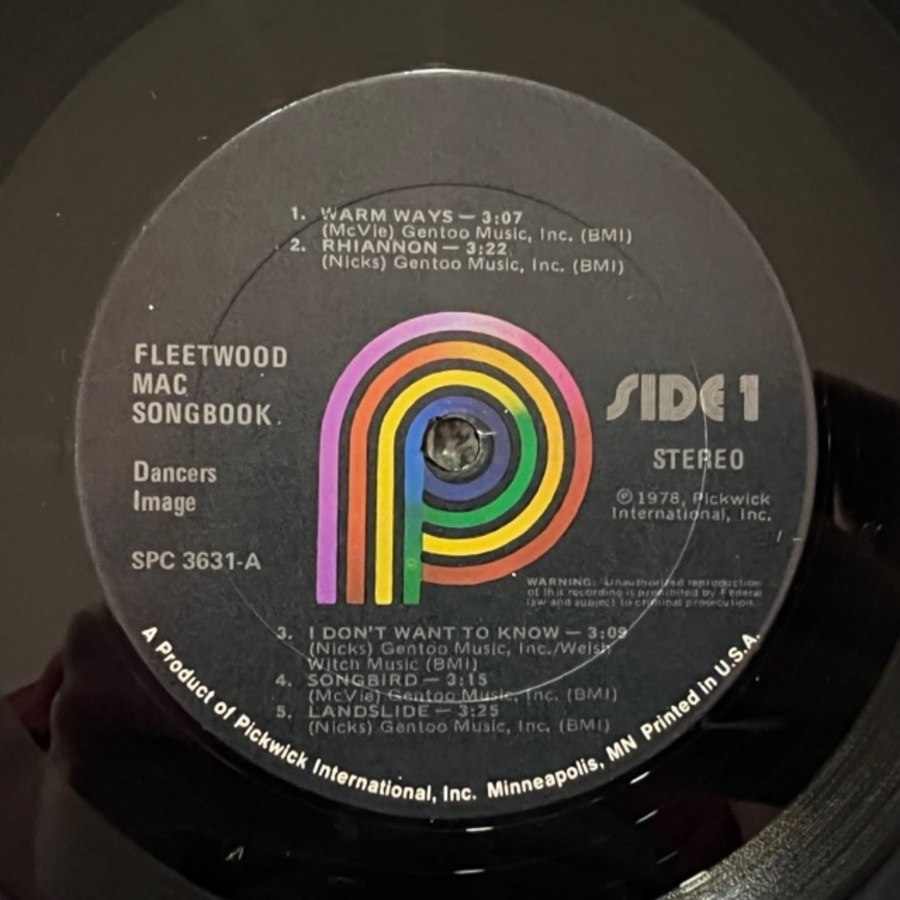 1. WARM WAYS — 3:07
(McVie) Gentoo Music, Inc. (BMI)
2. RHIANNON — 3:22
(Nicks) Gentoo Music, Inc. (BMI)
FLEETWOOD
MAC
SONGBOOK
Dancers
Image
SPC 3631-A
SIDE 1
STEREO
℗ 1978, Pickwick
International, Inc.
WARNING: Unauthorized reproduction
of this recording is prohibited by Federal
law and subject to criminal prosecution.
3. I DON'T WANT TO KNOW — 3:09
(Nicks) Gentoo Music, Inc./Welsh
Witch Music (BMI)
4. SONGBIRD — 3:15
(McVie) Gentoo Music, Inc. (BMI)
5. LANDSLIDE — 3:25
(Nicks) Gentoo Music, Inc. (BMI)
A Product of Pickwick International, Inc. Minneapolis, MN Printed In U.S.A.